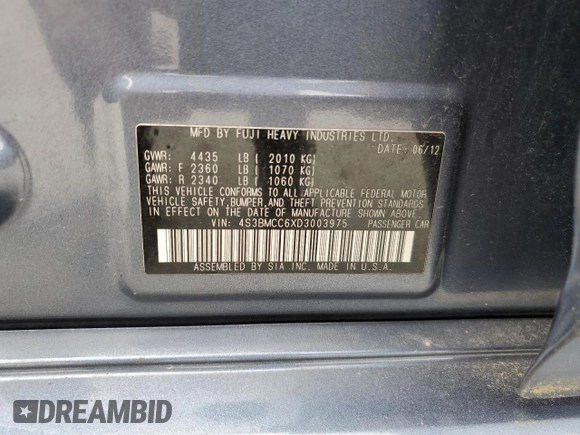 MFD BY FUJI HEAVY INDUSTRIES LTD.
DATE: 06/12
GVWR: 4435 LB ( 2010 KG)
GAWR: F 2360 LB ( 1070 KG)
GAWR: R 2340 LB ( 1060 KG)
THIS VEHICLE CONFORMS TO ALL APPLICABLE FEDERAL MOTOR
VEHICLE SAFETY, BUMPER, AND THEFT PREVENTION STANDARDS
IN EFFECT ON THE DATE OF MANUFACTURE SHOWN ABOVE.
VIN: 4S3BMCC6XD3003975 PASSENGER CAR
ASSEMBLED BY SIA INC. MADE IN U.S.A.
DREAMBID